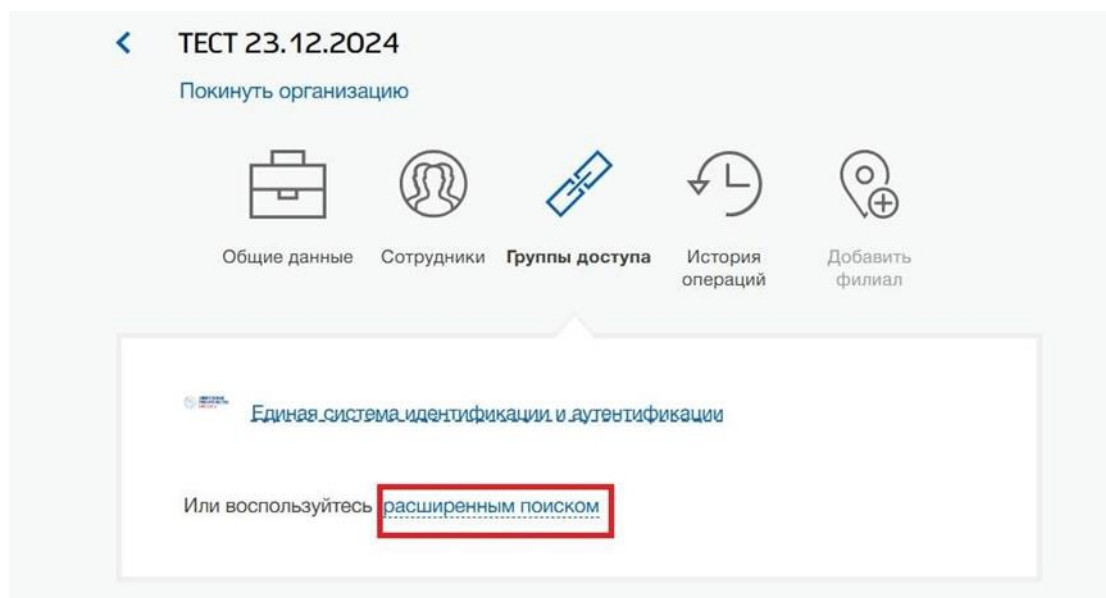 ТЕСТ 23.12.2024
Покинуть организацию
Общие данные
Сотрудники
Группы доступа
История
операций
Добавить
филиал
Единая система идентификации и аутентификации
Или воспользуйтесь расширенным поиском